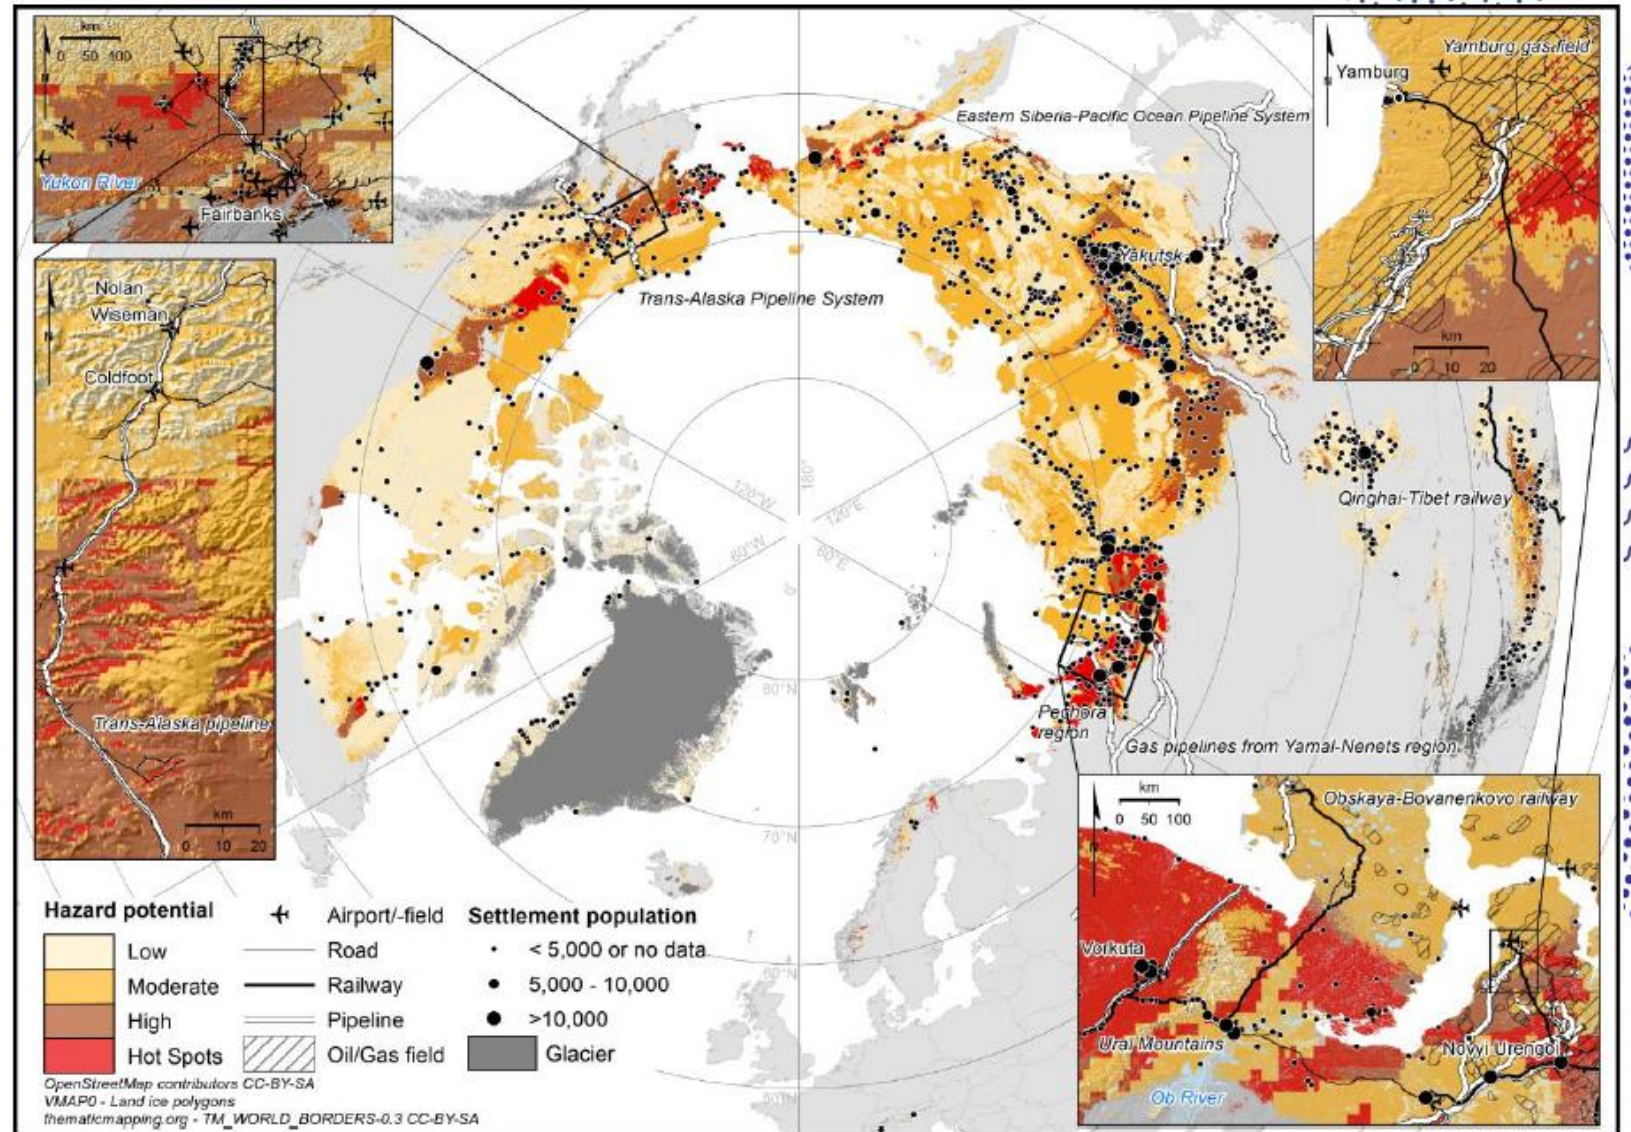 km
0 50 100
Yukon River
Fairbanks
Nolan
Wiseman
Coldfoot
Trans-Alaska pipeline
km
0 10 20
Trans-Alaska Pipeline System
Eastern Siberia-Pacific Ocean Pipeline System
Yakutsk
Yamburg gas field
Yamburg
km
0 10 20
Qinghai-Tibet railway
120°W
180°
120°E
60°W
60°E
0°
80°N
70°N
60°N
50°N
Pechora
region
Gas pipelines from Yamal-Nenets region
Obskaya-Bovanenkovo railway
km
0 50 100
Vorkuta
Ural Mountains
Novyi Urengoi
Ob River
Hazard potential
Low
Moderate
High
Hot Spots
Airport/-field
Road
Railway
Pipeline
Oil/Gas field
Settlement population
< 5,000 or no data
5,000 - 10,000
>10,000
Glacier
OpenStreetMap contributors CC-BY-SA
VMAP0 - Land ice polygons
thematicmapping.org - TM_WORLD_BORDERS-0.3 CC-BY-SA